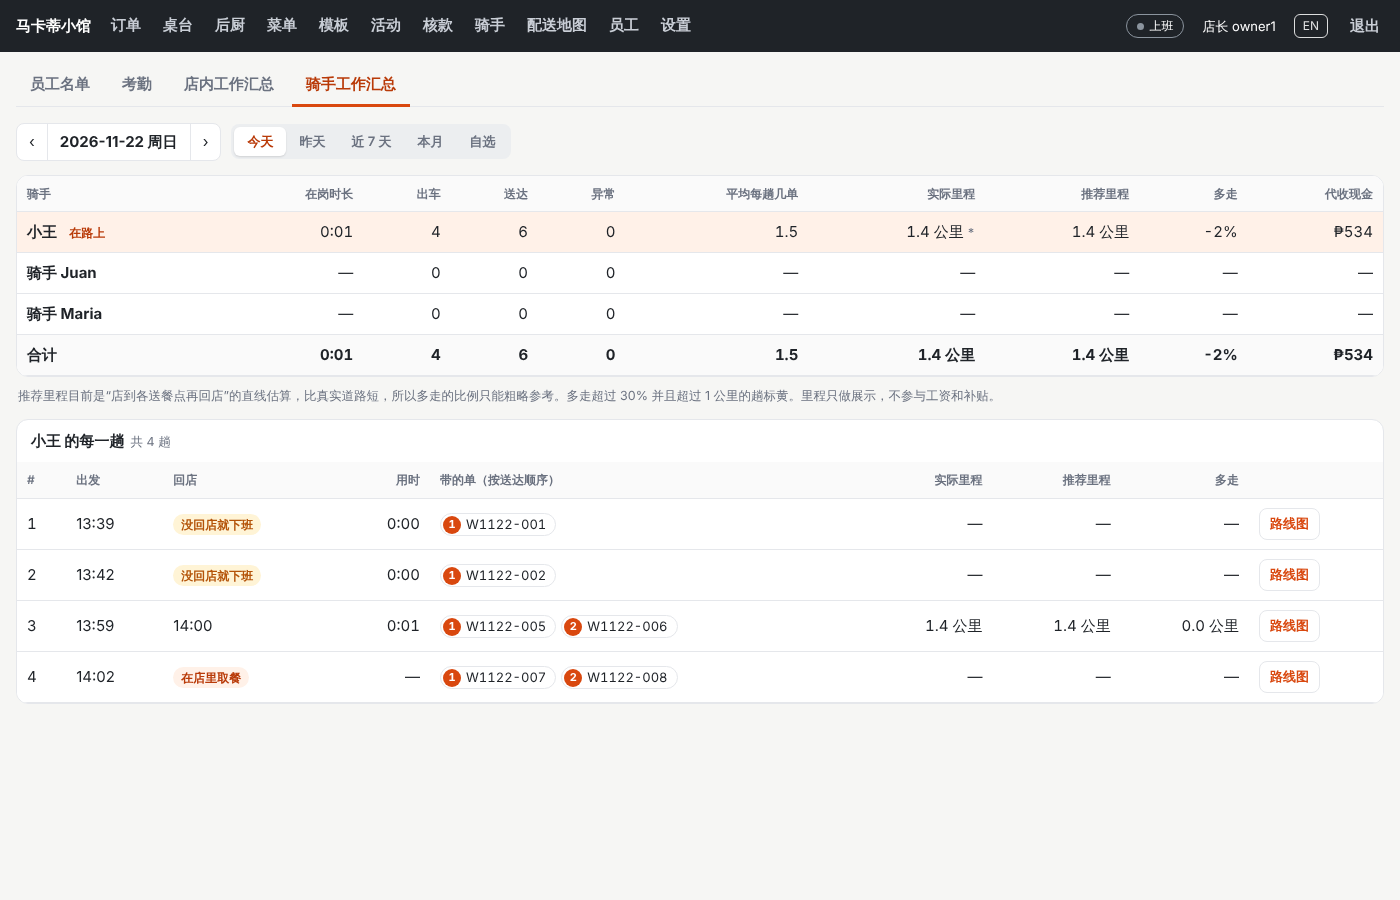 马卡蒂小馆 订单 桌台 后厨 菜单 模板 活动 核款 骑手 配送地图 员工 设置 上班 店长 owner1 EN 退出
员工名单 考勤 店内工作汇总 骑手工作汇总
‹ 2026-11-22 周日 › 今天 昨天 近 7 天 本月 自选
骑手 在岗时长 出车 送达 异常 平均每趟几单 实际里程 推荐里程 多走 代收现金
小王 在路上 0:01 4 6 0 1.5 1.4 公里 * 1.4 公里 -2% ₱534
骑手 Juan — 0 0 0 — — — — —
骑手 Maria — 0 0 0 — — — — —
合计 0:01 4 6 0 1.5 1.4 公里 1.4 公里 -2% ₱534
推荐里程目前是“店到各送餐点再回店”的直线估算，比真实道路短，所以多走的比例只能粗略参考。多走超过 30% 并且超过 1 公里的趟标黄。里程只做展示，不参与工资和补贴。
小王 的每一趟 共 4 趟
# 出发 回店 用时 带的单（按送达顺序） 实际里程 推荐里程 多走
1 13:39 没回店就下班 0:00 1 W1122-001 — — — 路线图
2 13:42 没回店就下班 0:00 1 W1122-002 — — — 路线图
3 13:59 14:00 0:01 1 W1122-005 2 W1122-006 1.4 公里 1.4 公里 0.0 公里 路线图
4 14:02 在店里取餐 — 1 W1122-007 2 W1122-008 — — — 路线图